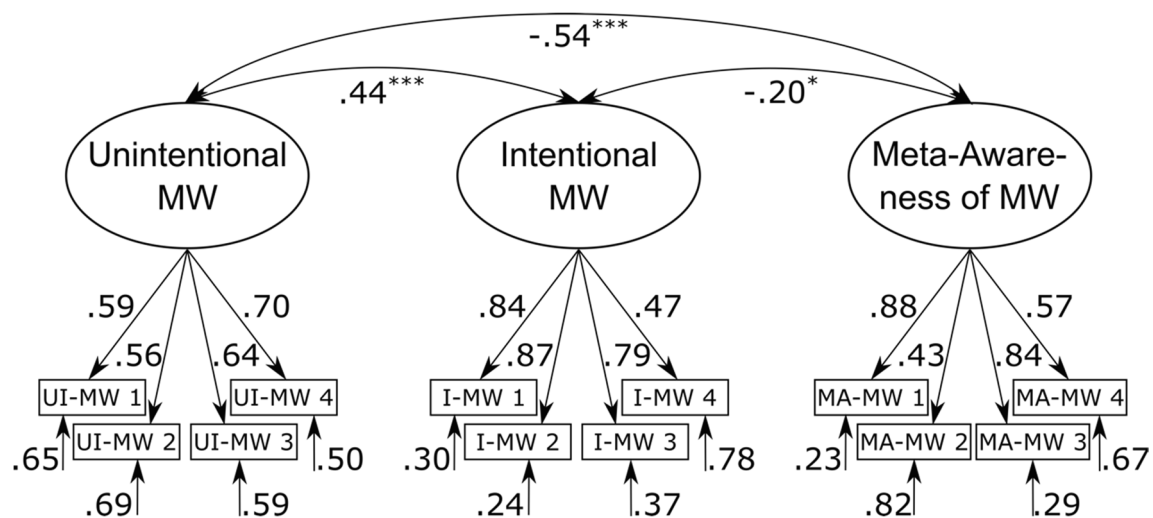 -.54***
.44***
-.20*
Unintentional
MW
Intentional
MW
Meta-Aware-
ness of MW
.59
.70
.84
.47
.88
.57
.56
.64
.87
.79
.43
.84
UI-MW 1
UI-MW 4
I-MW 1
I-MW 4
MA-MW 1
MA-MW 4
UI-MW 2
UI-MW 3
I-MW 2
I-MW 3
MA-MW 2
MA-MW 3
.65
.50
.30
.78
.23
.67
.69
.59
.24
.37
.82
.29